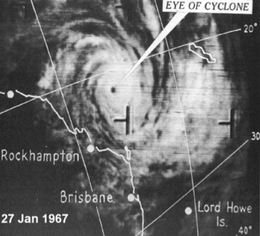 EYE OF CYCLONE
20°
Rockhampton
30
Brisbane
Lord Howe
Is.
27 Jan 1967
40°